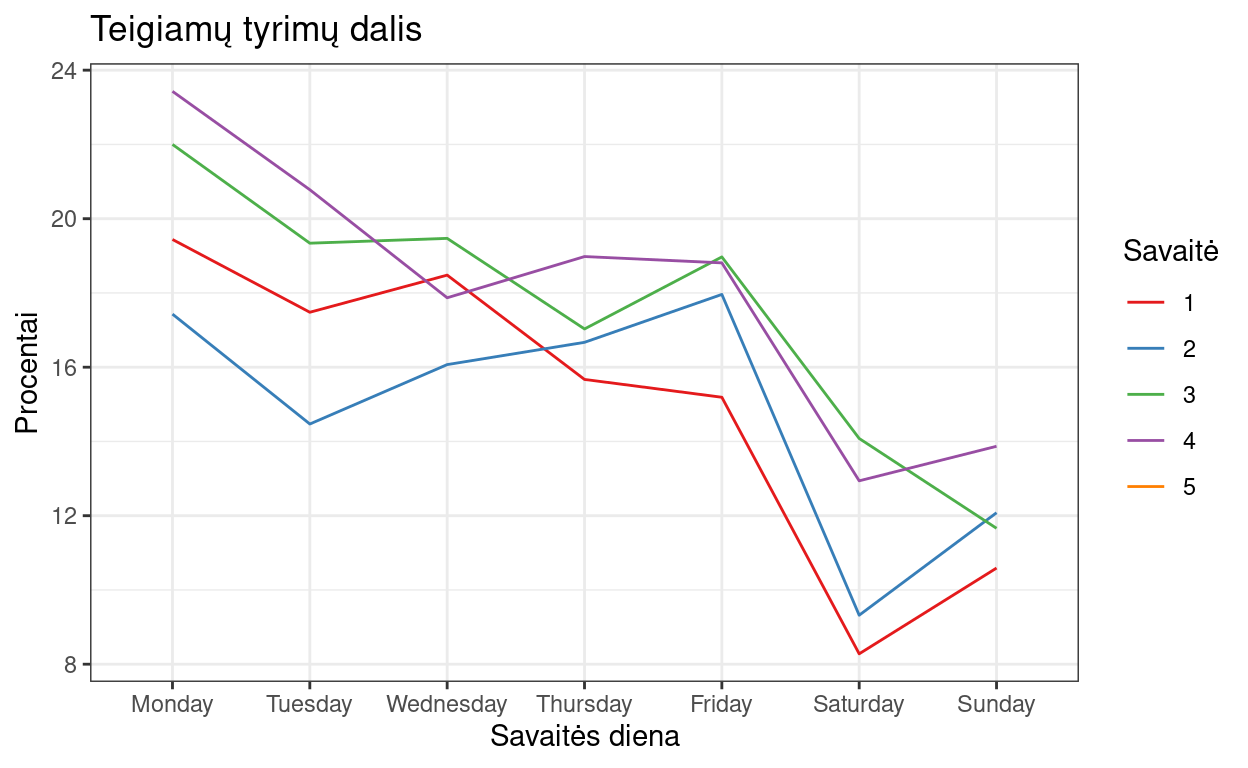 Teigiamų tyrimų dalis
24
20
16
12
8
Procentai
Monday Tuesday Wednesday Thursday Friday Saturday Sunday
Savaitės diena
Savaitė
1
2
3
4
5